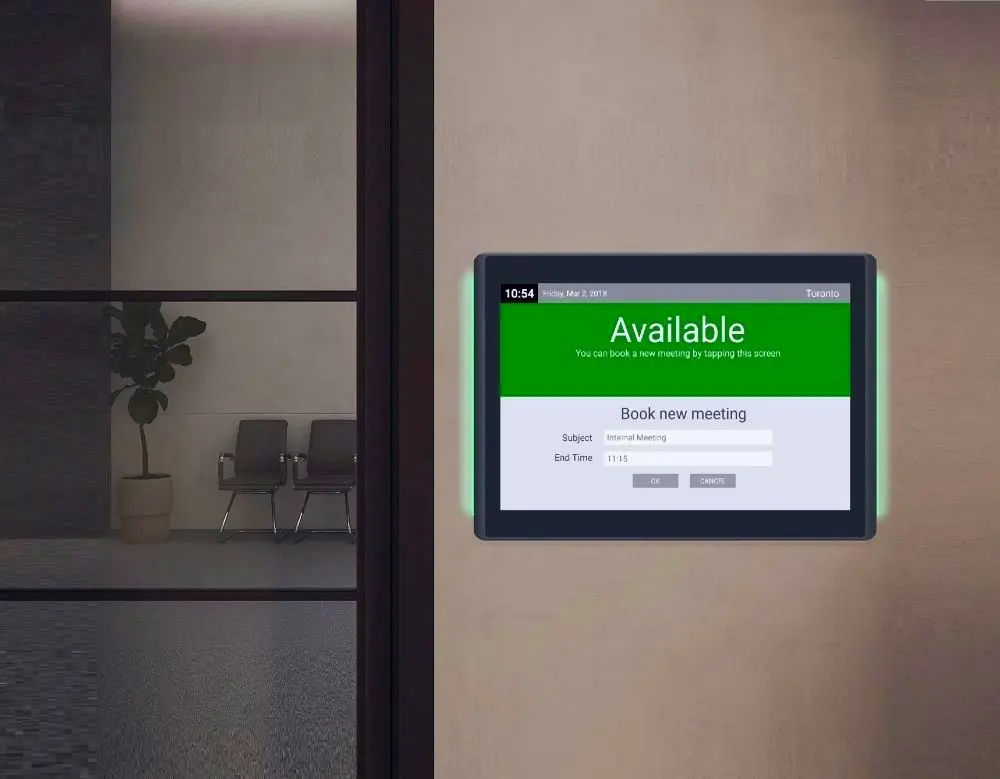 10:54 Friday, Mar 2, 2018 Toronto
Available
You can book a new meeting by tapping this screen
Book new meeting
Subject Internal Meeting
End Time 11:15
OK CANCEL